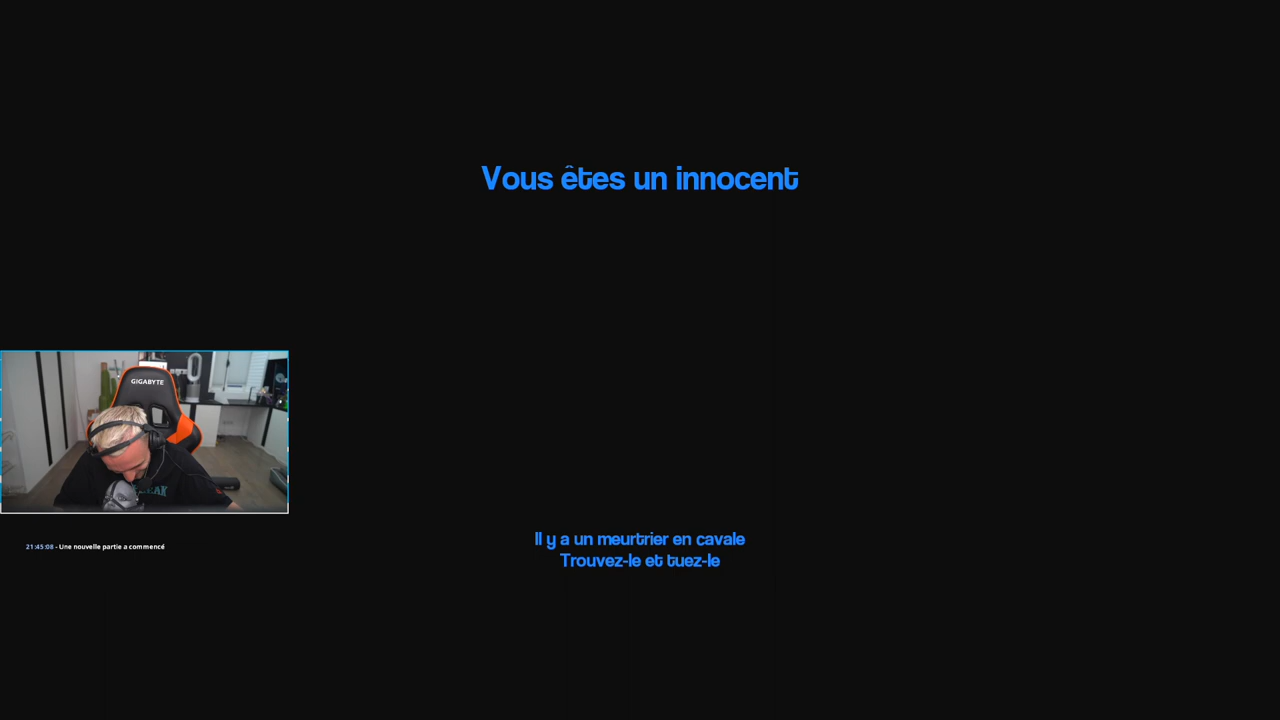 Vous êtes un innocent
GIGABYTE
21:45:08 - Une nouvelle partie a commencé
Il y a un meurtrier en cavale
Trouvez-le et tuez-le